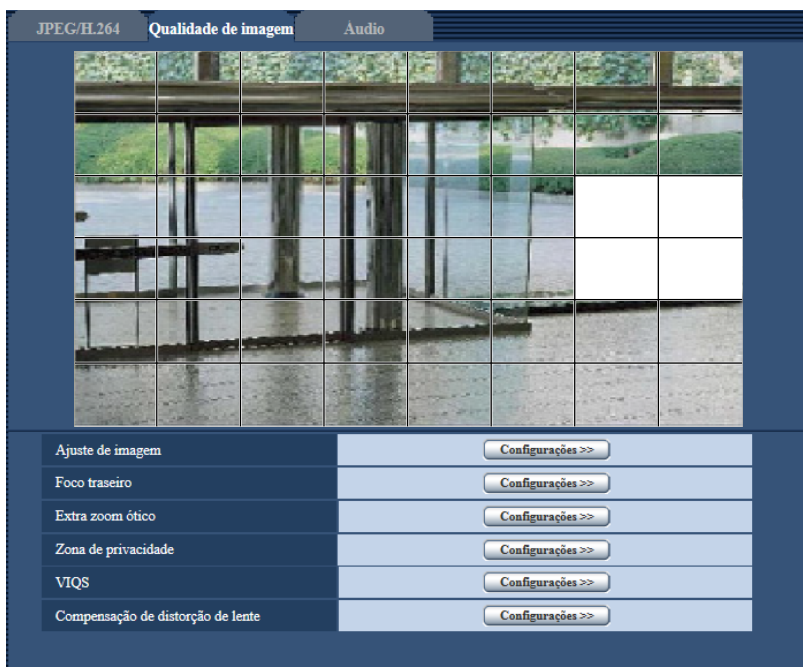 JPEG/H.264 Qualidade de imagem Áudio
Ajuste de imagem Configurações >>
Foco traseiro Configurações >>
Extra zoom ótico Configurações >>
Zona de privacidade Configurações >>
VIQS Configurações >>
Compensação de distorção de lente Configurações >>